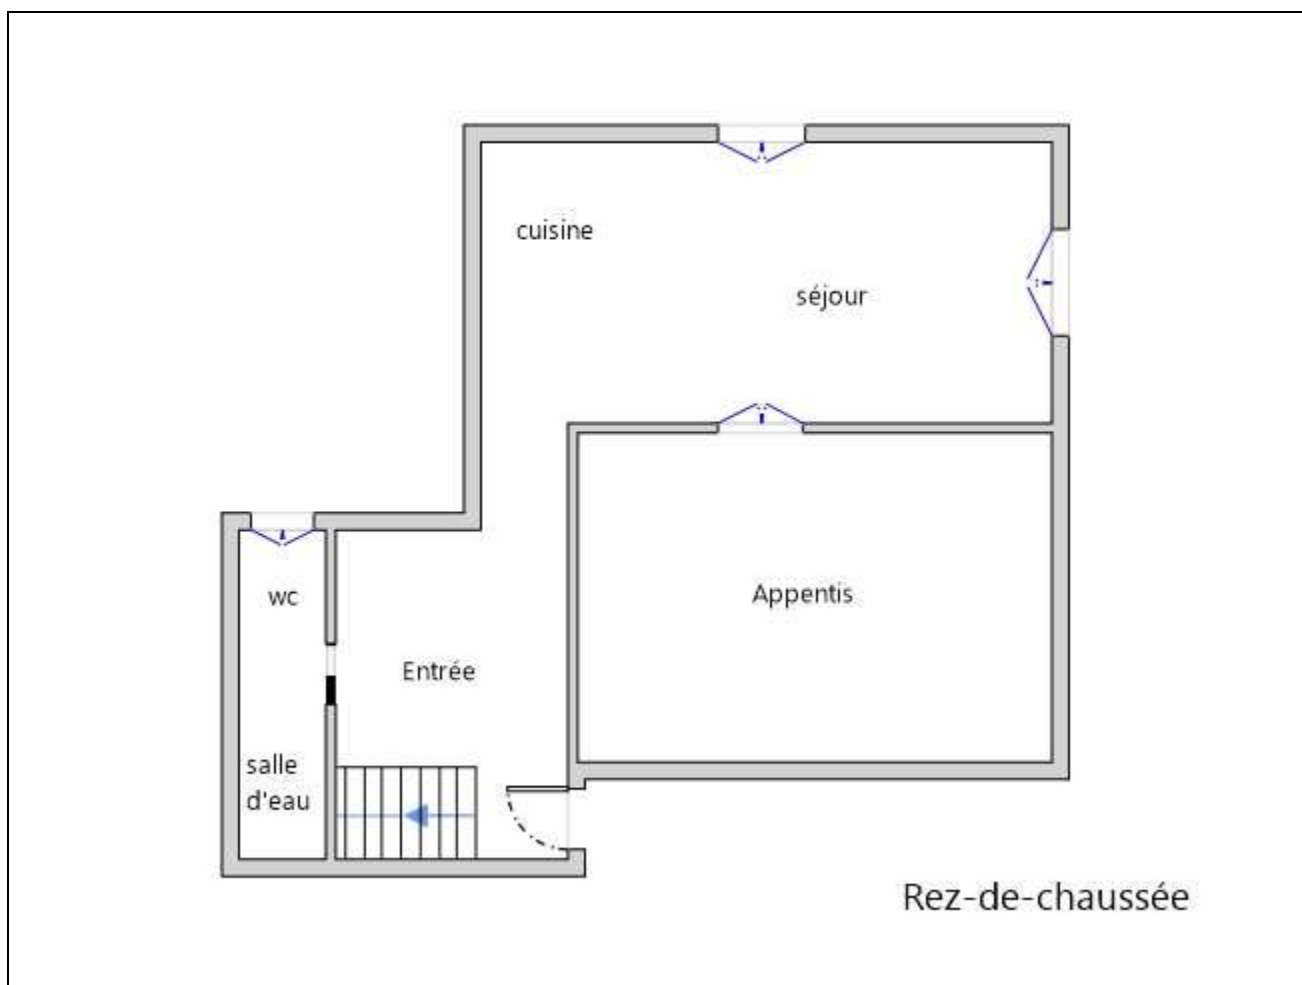 cuisine
séjour
wc
Appentis
Entrée
salle
d'eau
Rez-de-chaussée